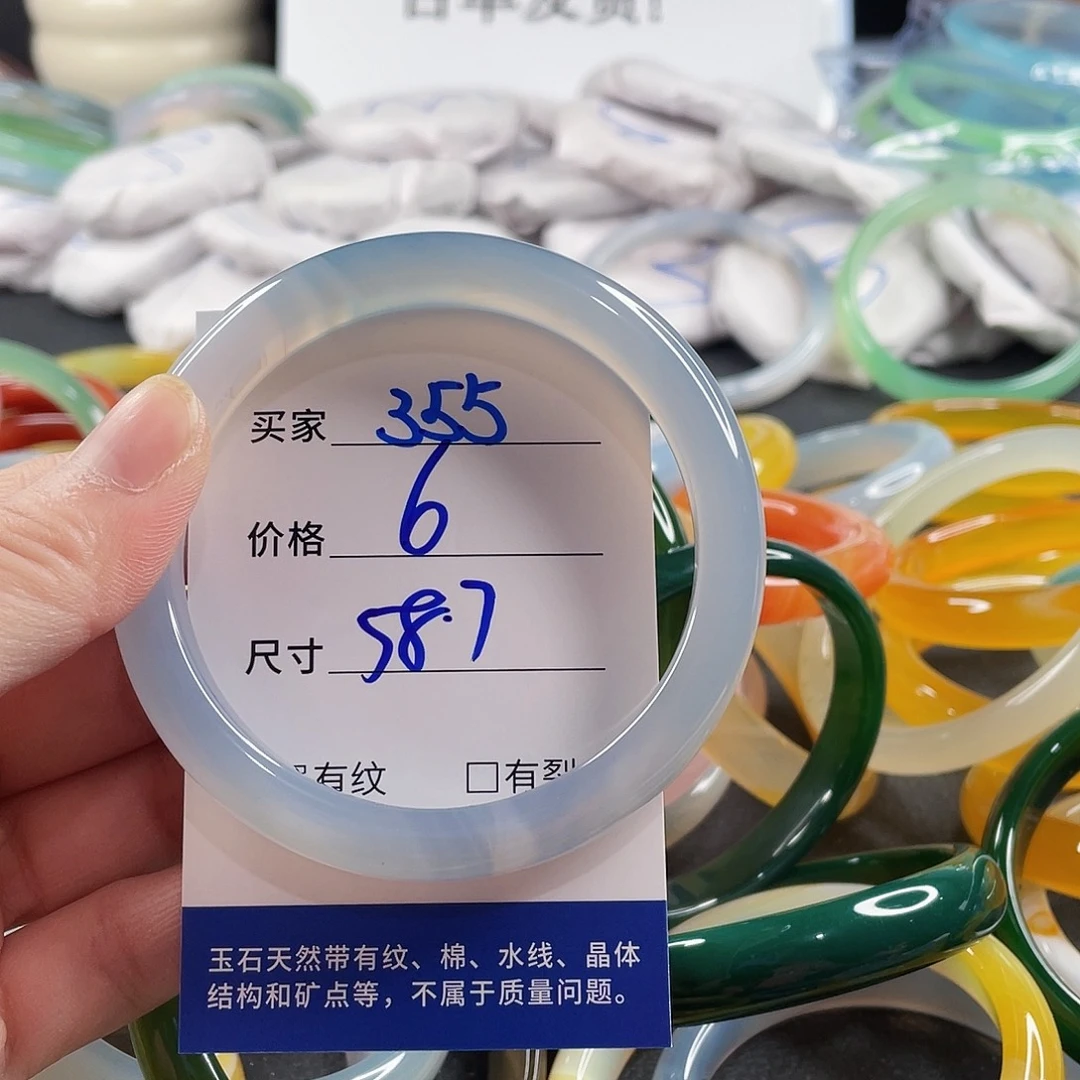 买家 355
价格 6
尺寸 58.7
有纹 □有裂
玉石天然带有纹、棉、水线、晶体
结构和矿点等，不属于质量问题。